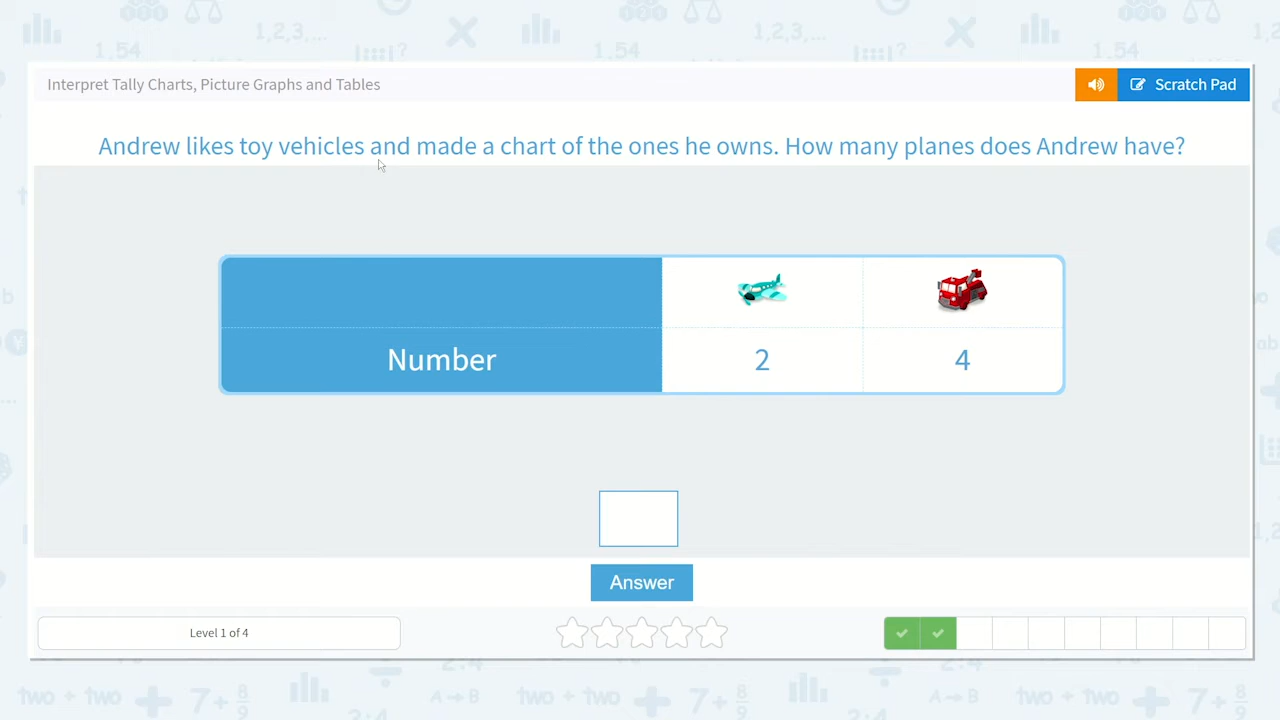 Interpret Tally Charts, Picture Graphs and Tables
Scratch Pad
Andrew likes toy vehicles and made a chart of the ones he owns. How many planes does Andrew have?
Number 2 4
Answer
Level 1 of 4